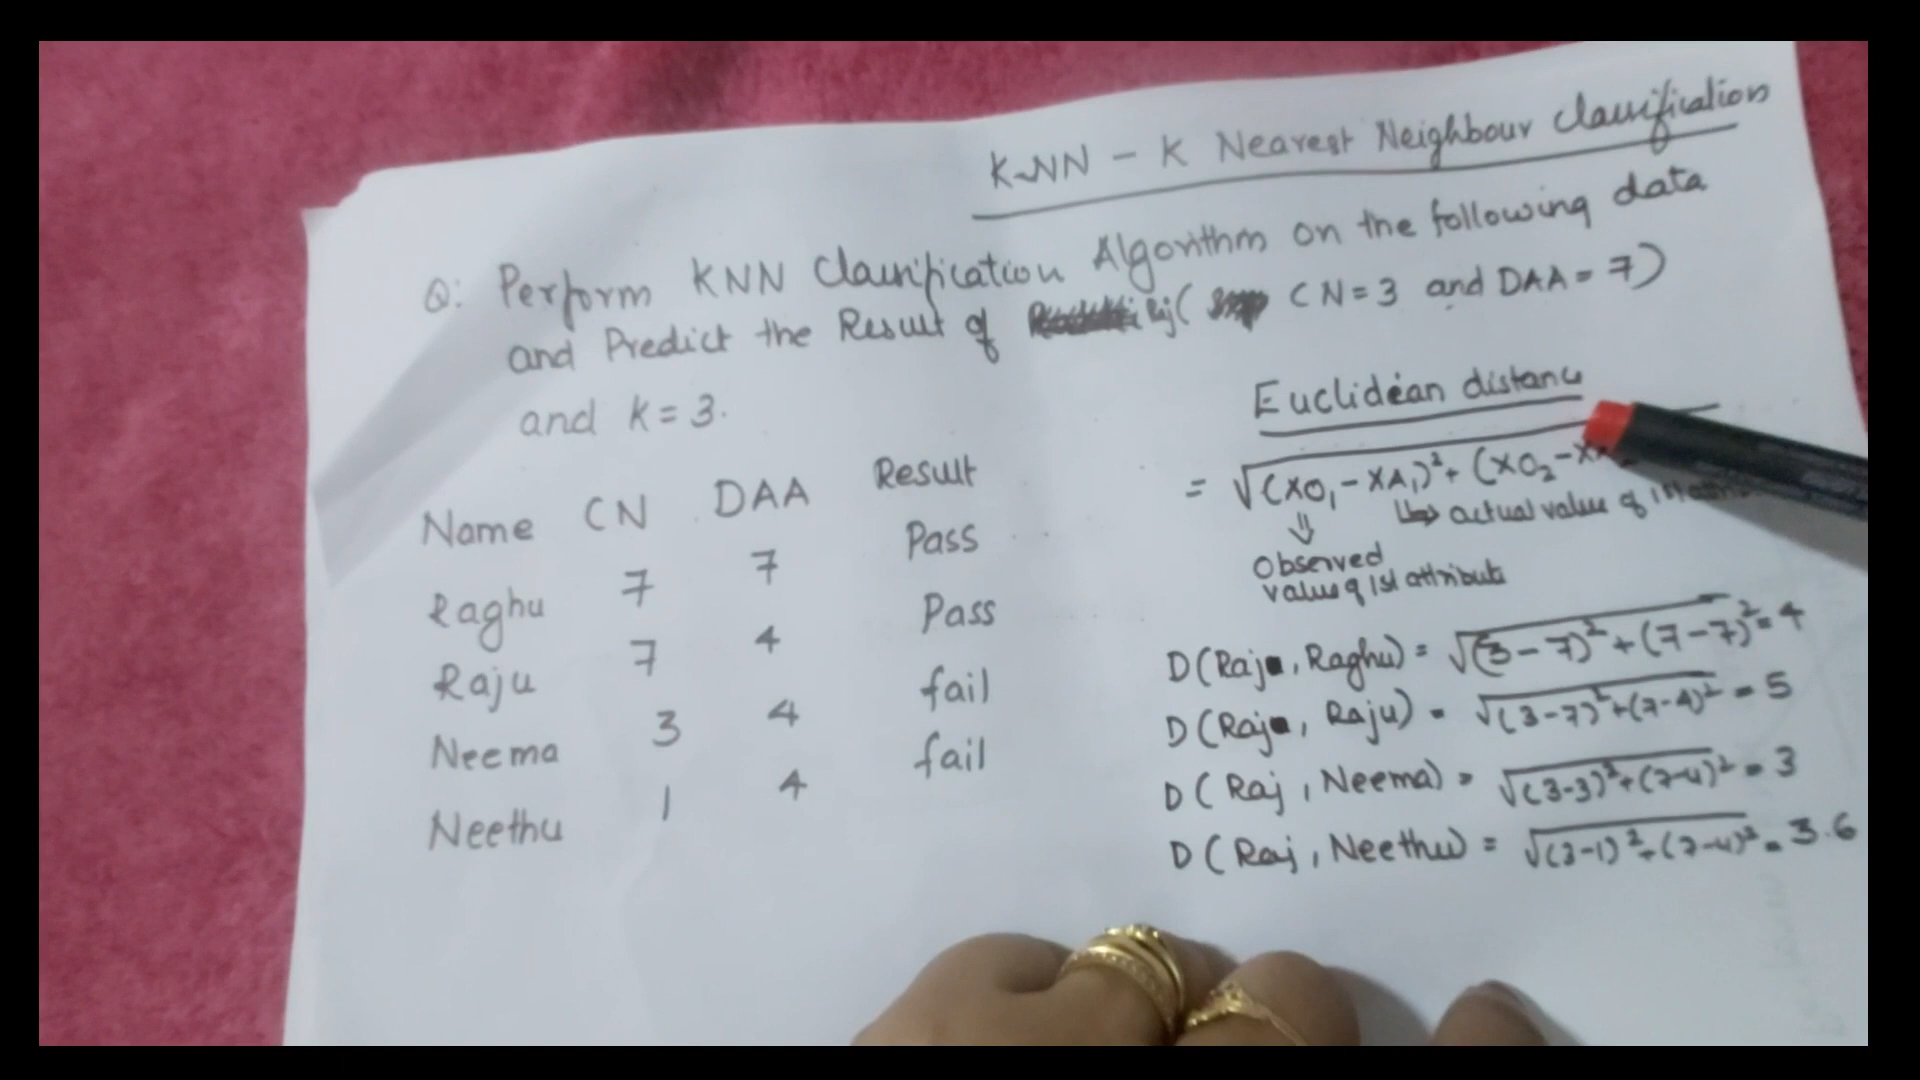 KNN - K Nearest Neighbour Classification
Q: Perform KNN Classification Algorithm on the following data
and Predict the Result of Raj ( CN = 3 and DAA = 7)
and K = 3.
Name CN DAA Result
Raghu 7 7 Pass
Raju 7 4 Pass
Neema 3 4 fail
Neethu 1 4 fail
Euclidean distance
= √(XO₁ - XA₁)² + (XO₂ -
↳ actual value of 1st
⇓
Observed
value of 1st attribute
D(Raj, Raghu) = √(3-7)² + (7-7)² = 4
D(Raj, Raju) = √(3-7)² + (7-4)² = 5
D(Raj, Neema) = √(3-3)² + (7-4)² = 3
D(Raj, Neethu) = √(3-1)² + (7-4)² = 3.6